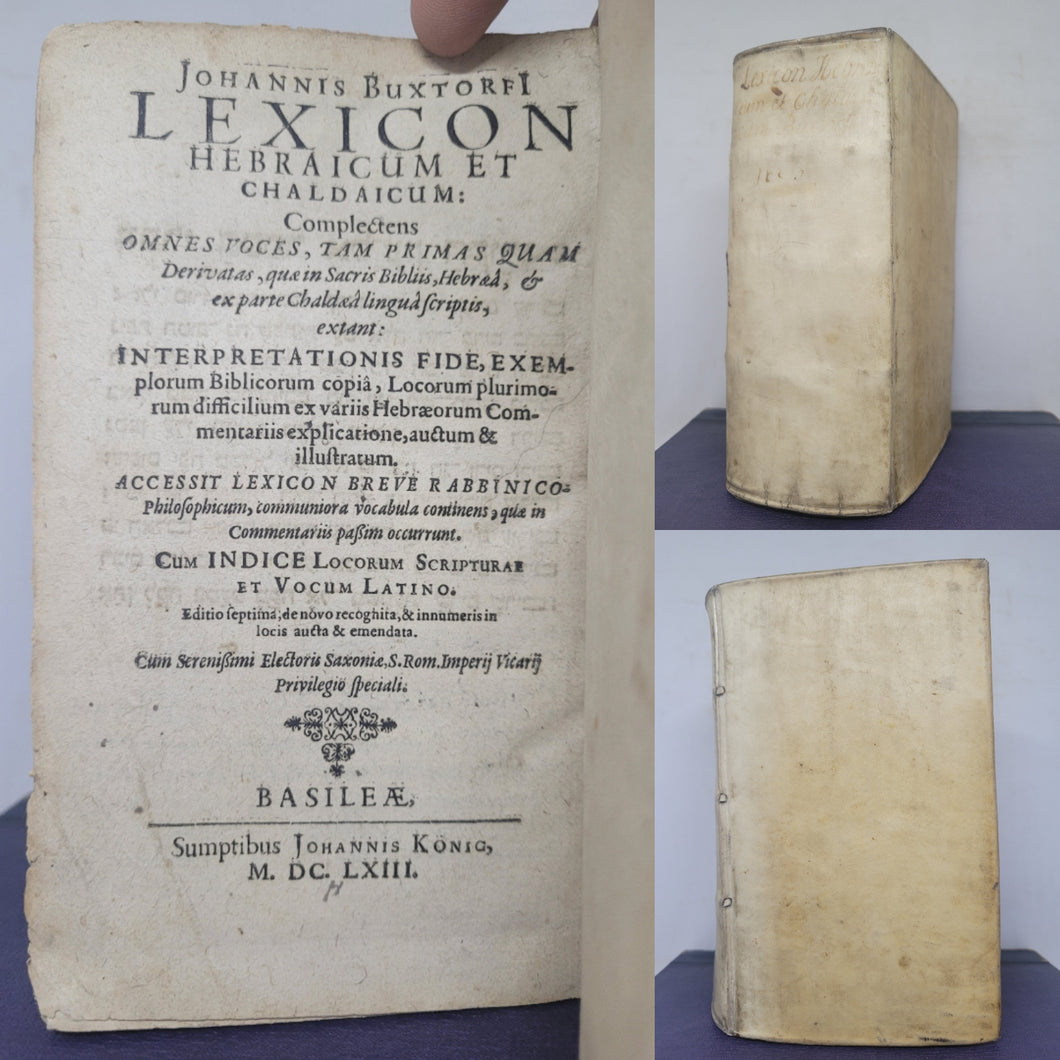 JOHANNIS BUXTORFI
LEXICON
HEBRAICUM ET
CHALDAICUM:
Complectens
OMNES VOCES, TAM PRIMAS QUAM
Derivatas, quæ in Sacris Bibliis, Hebræâ, &
ex parte Chaldæâ linguâ ſcriptis,
extant:
INTERPRETATIONIS FIDE, EXEM-
plorum Biblicorum copiâ, Locorum plurimo-
rum difficilium ex variis Hebræorum Com-
mentariis explicatione, auctum &
illuſtratum.
ACCESSIT LEXICON BREVE RABBINICO-
Philoſophicum, communiora vocabula continens, quæ in
Commentariis paßim occurrunt.
CUM INDICE LOCORUM SCRIPTURAE
ET VOCUM LATINO.
Editio ſeptima, de novo recognita, & innumeris in
locis aucta & emendata.
Cum Sereniſſimi Electoris Saxoniæ, S. Rom. Imperij Vicarij
Privilegio ſpeciali.
BASILEÆ,
Sumptibus JOHANNIS KÖNIG,
M. DC. LXIII.
Lexicon